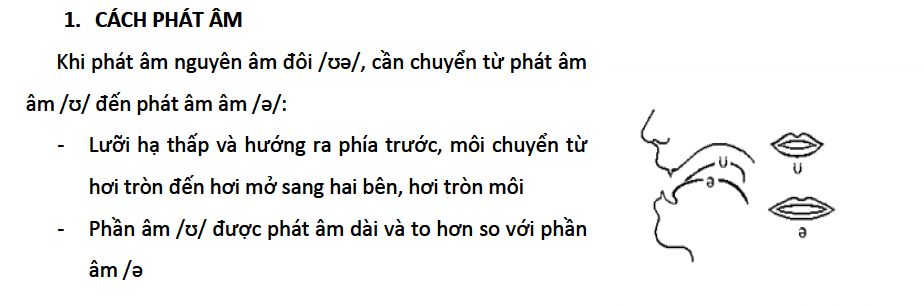 1. CÁCH PHÁT ÂM
Khi phát âm nguyên âm đôi /ʊə/, cần chuyển từ phát âm
âm /ʊ/ đến phát âm âm /ə/:
- Lưỡi hạ thấp và hướng ra phía trước, môi chuyển từ
hơi tròn đến hơi mở sang hai bên, hơi tròn môi
- Phần âm /ʊ/ được phát âm dài và to hơn so với phần
âm /ə
ʊ
ə
ʊ
ə